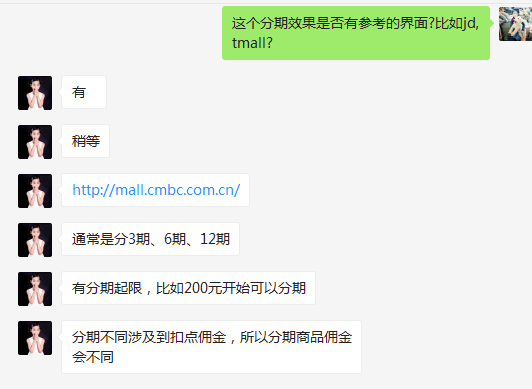 这个分期效果是否有参考的界面?比如jd,
tmall?
有
稍等
http://mall.cmbc.com.cn/
通常是分3期、6期、12期
有分期起限，比如200元开始可以分期
分期不同涉及到扣点佣金，所以分期商品佣金
会不同